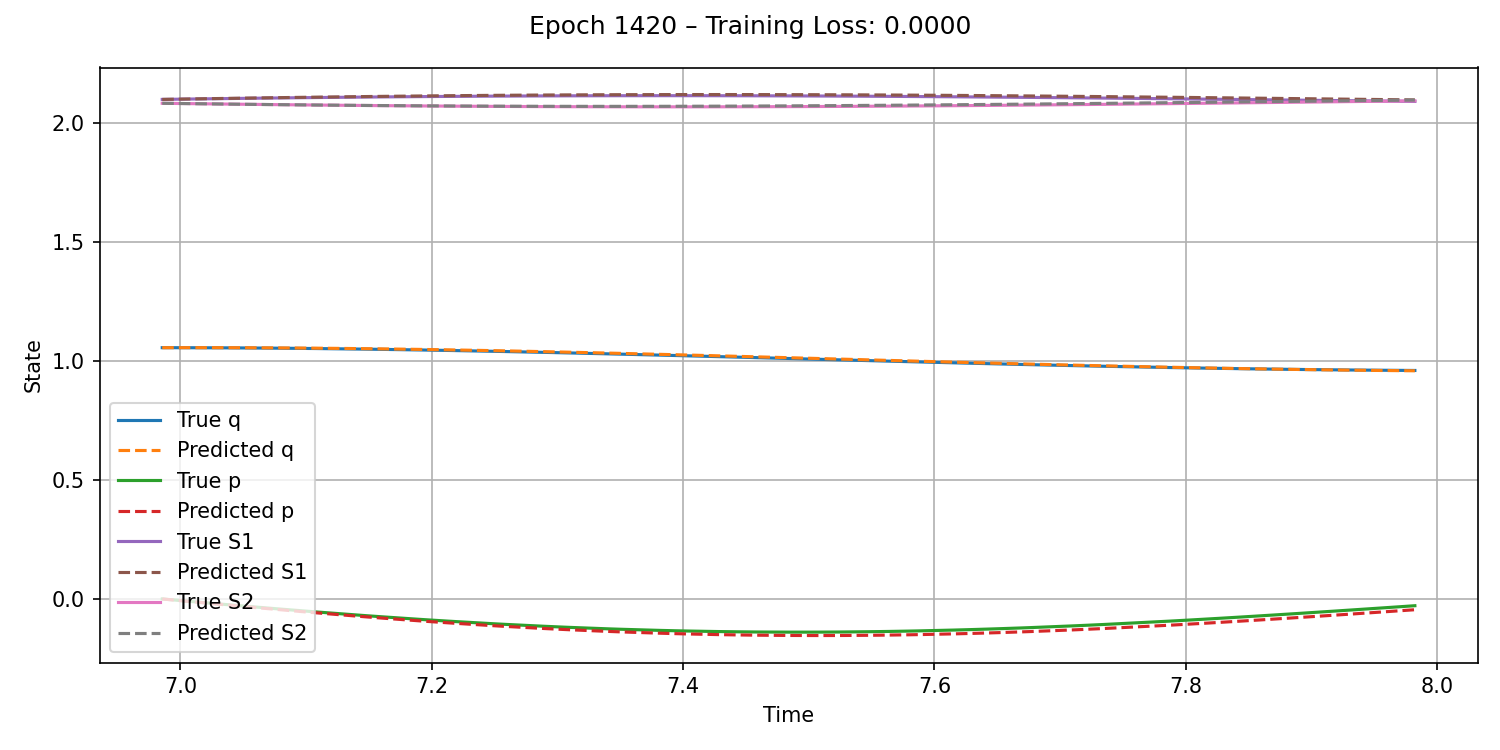 Epoch 1420 – Training Loss: 0.0000
State
2.0
1.5
1.0
0.5
0.0
True q
Predicted q
True p
Predicted p
True S1
Predicted S1
True S2
Predicted S2
7.0 7.2 7.4 7.6 7.8 8.0
Time